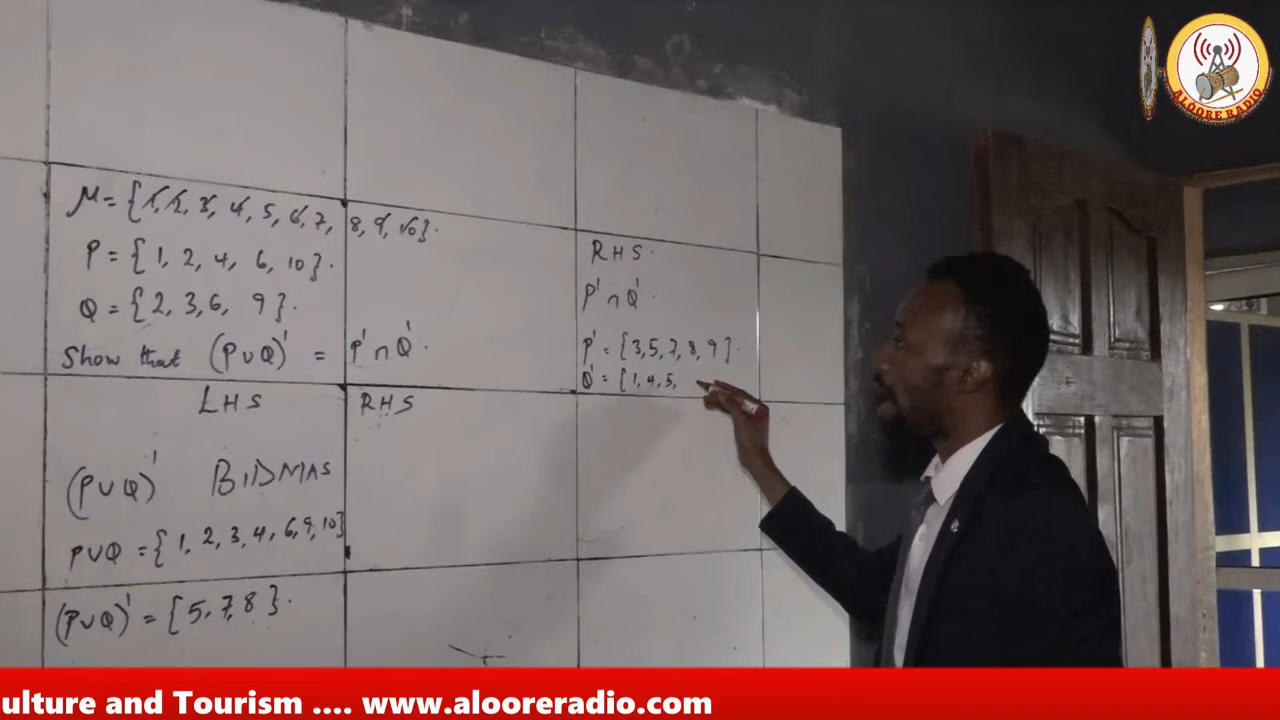 μ = {1, 2, 3, 4, 5, 6, 7, 8, 9, 10}.
P = {1, 2, 4, 6, 10}.
Q = {2, 3, 6, 9}.
Show that (P∪Q)' = P' ∩ Q'.
LHS
RHS
(P∪Q)' BIDMAS
P∪Q = {1, 2, 3, 4, 6, 9, 10}
(P∪Q)' = {5, 7, 8}.
RHS.
P' ∩ Q'.
P' = {3, 5, 7, 8, 9}.
Q' = {1, 4, 5,
ALOORE RADIO
ulture and Tourism .... www.alooreradio.com